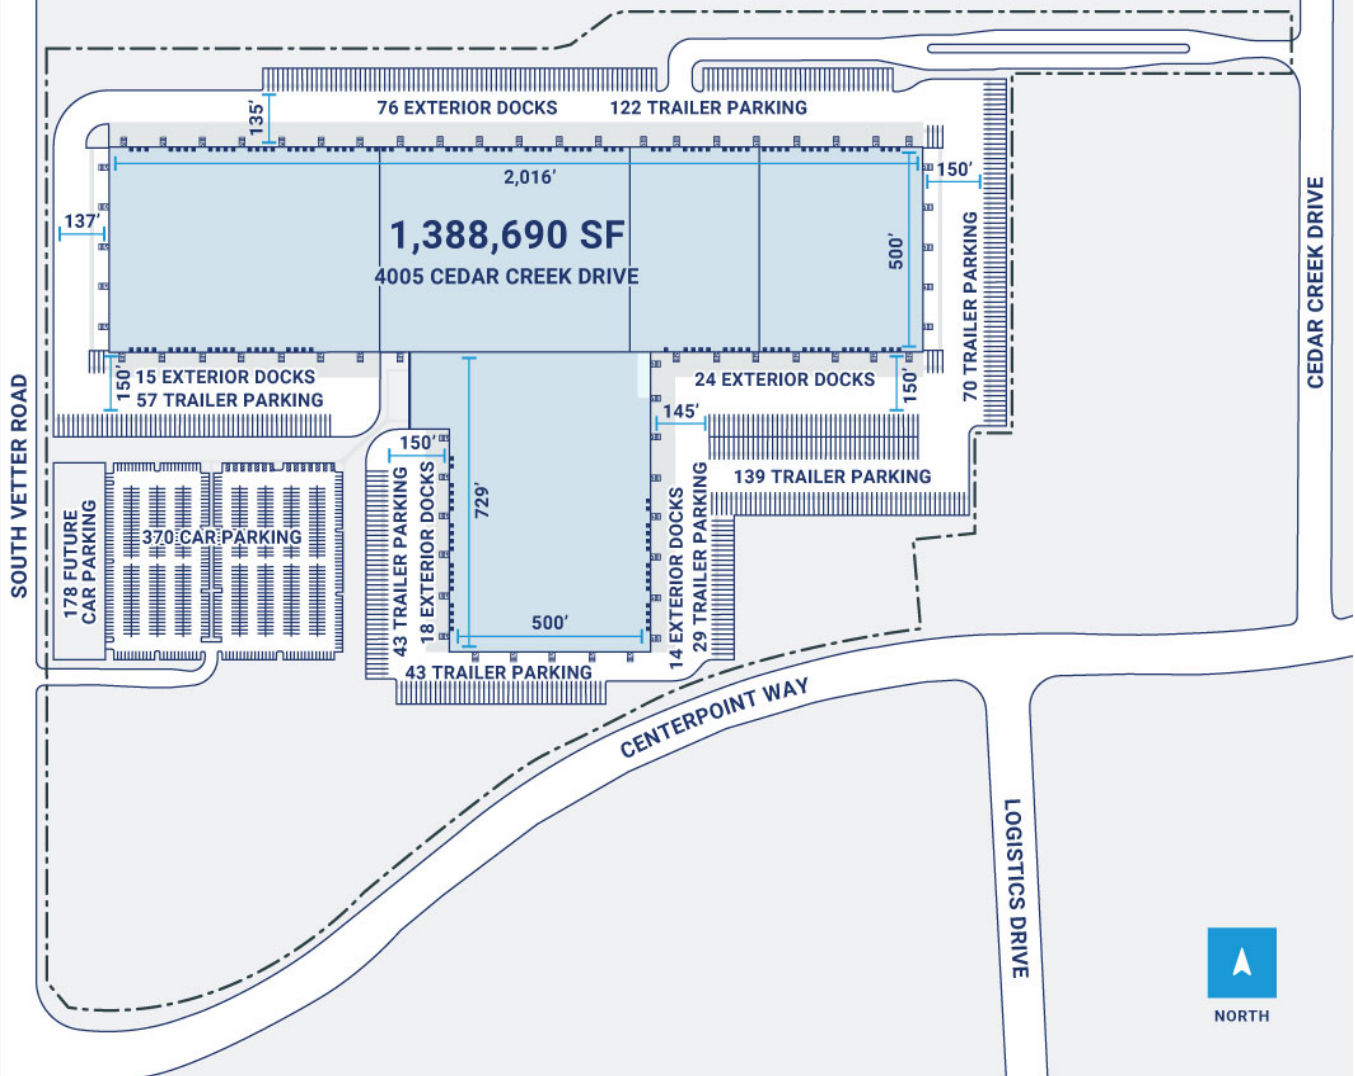 76 EXTERIOR DOCKS
122 TRAILER PARKING
135’
2,016’
150’
137’
1,388,690 SF
4005 CEDAR CREEK DRIVE
500’
70 TRAILER PARKING
CEDAR CREEK DRIVE
SOUTH VETTER ROAD
150’
15 EXTERIOR DOCKS
57 TRAILER PARKING
24 EXTERIOR DOCKS
150’
145’
150’
43 TRAILER PARKING
18 EXTERIOR DOCKS
729’
139 TRAILER PARKING
14 EXTERIOR DOCKS
29 TRAILER PARKING
178 FUTURE
CAR PARKING
370 CAR PARKING
500’
43 TRAILER PARKING
CENTERPOINT WAY
LOGISTICS DRIVE
NORTH